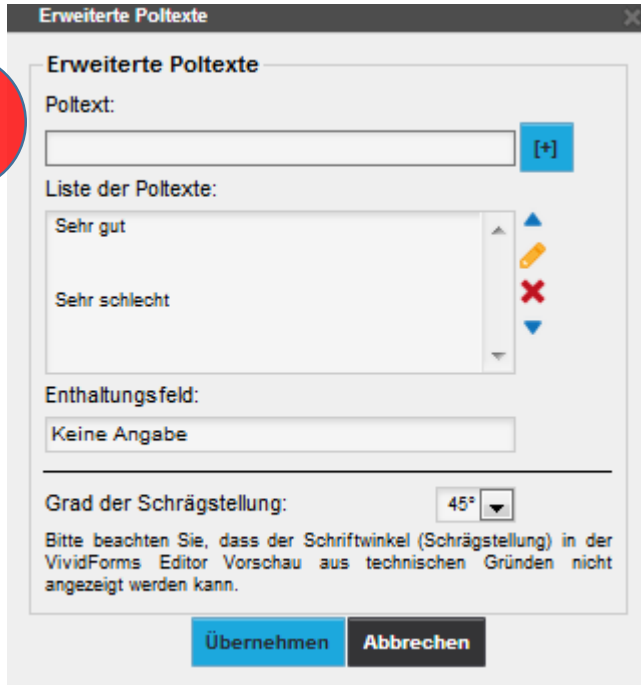 Erweiterte Poltexte
Erweiterte Poltexte
Poltext:
[+]
Liste der Poltexte:
Sehr gut
Sehr schlecht
Enthaltungsfeld:
Keine Angabe
Grad der Schrägstellung: 45°
Bitte beachten Sie, dass der Schriftwinkel (Schrägstellung) in der
VividForms Editor Vorschau aus technischen Gründen nicht
angezeigt werden kann.
Übernehmen Abbrechen